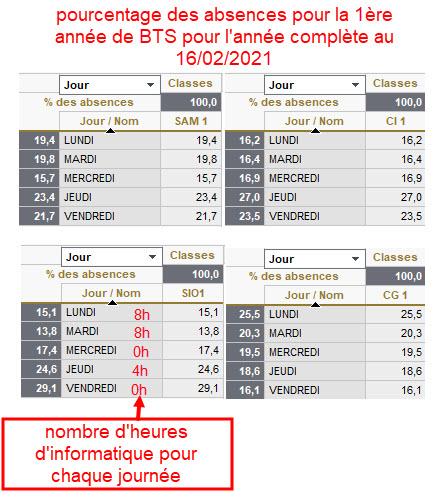 pourcentage des absences pour la 1ère
année de BTS pour l'année complète au
16/02/2021
Jour Classes
% des absences 100,0
Jour / Nom SAM 1
19,4 LUNDI 19,4
19,8 MARDI 19,8
15,7 MERCREDI 15,7
23,4 JEUDI 23,4
21,7 VENDREDI 21,7
Jour Classes
% des absences 100,0
Jour / Nom CI 1
16,2 LUNDI 16,2
16,4 MARDI 16,4
16,9 MERCREDI 16,9
27,0 JEUDI 27,0
23,5 VENDREDI 23,5
Jour Classes
% des absences 100,0
Jour / Nom SIO1
15,1 LUNDI 8h 15,1
13,8 MARDI 8h 13,8
17,4 MERCREDI 0h 17,4
24,6 JEUDI 4h 24,6
29,1 VENDREDI 0h 29,1
Jour Classes
% des absences 100,0
Jour / Nom CG 1
25,5 LUNDI 25,5
20,3 MARDI 20,3
19,5 MERCREDI 19,5
18,6 JEUDI 18,6
16,1 VENDREDI 16,1
nombre d'heures
d'informatique pour
chaque journée